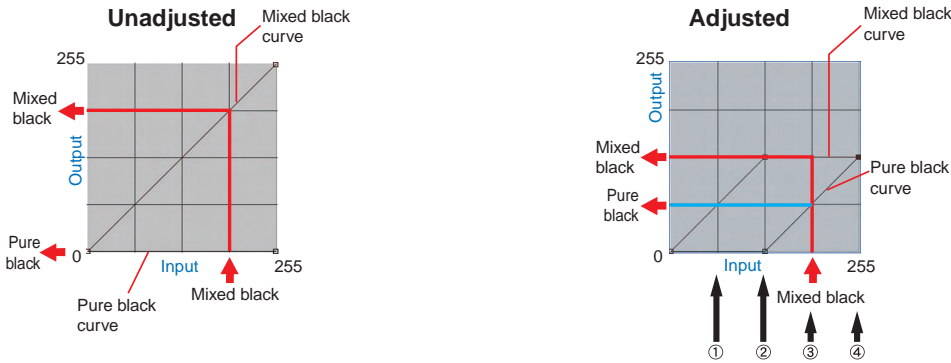 Unadjusted
Mixed black
curve
255
Mixed
black
Output
Pure
black
0
Input
255
Mixed black
Pure black
curve
Adjusted
Mixed black
curve
255
Output
Mixed
black
Pure black
curve
Pure
black
0
Input
255
Mixed black
① ② ③ ④